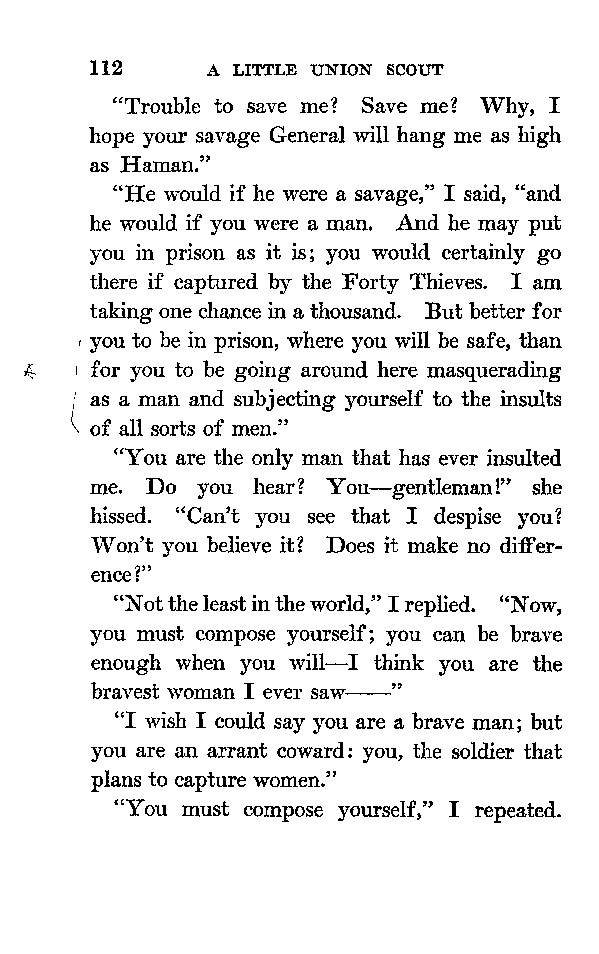 112 A LITTLE UNION SCOUT
“Trouble to save me? Save me? Why, I
hope your savage General will hang me as high
as Haman.”
“He would if he were a savage,” I said, “and
he would if you were a man. And he may put
you in prison as it is; you would certainly go
there if captured by the Forty Thieves. I am
taking one chance in a thousand. But better for
you to be in prison, where you will be safe, than
for you to be going around here masquerading
as a man and subjecting yourself to the insults
of all sorts of men.”
“You are the only man that has ever insulted
me. Do you hear? You—gentleman!” she
hissed. “Can’t you see that I despise you?
Won’t you believe it? Does it make no differ-
ence?”
“Not the least in the world,” I replied. “Now,
you must compose yourself; you can be brave
enough when you will—I think you are the
bravest woman I ever saw——”
“I wish I could say you are a brave man; but
you are an arrant coward: you, the soldier that
plans to capture women.”
“You must compose yourself,” I repeated.